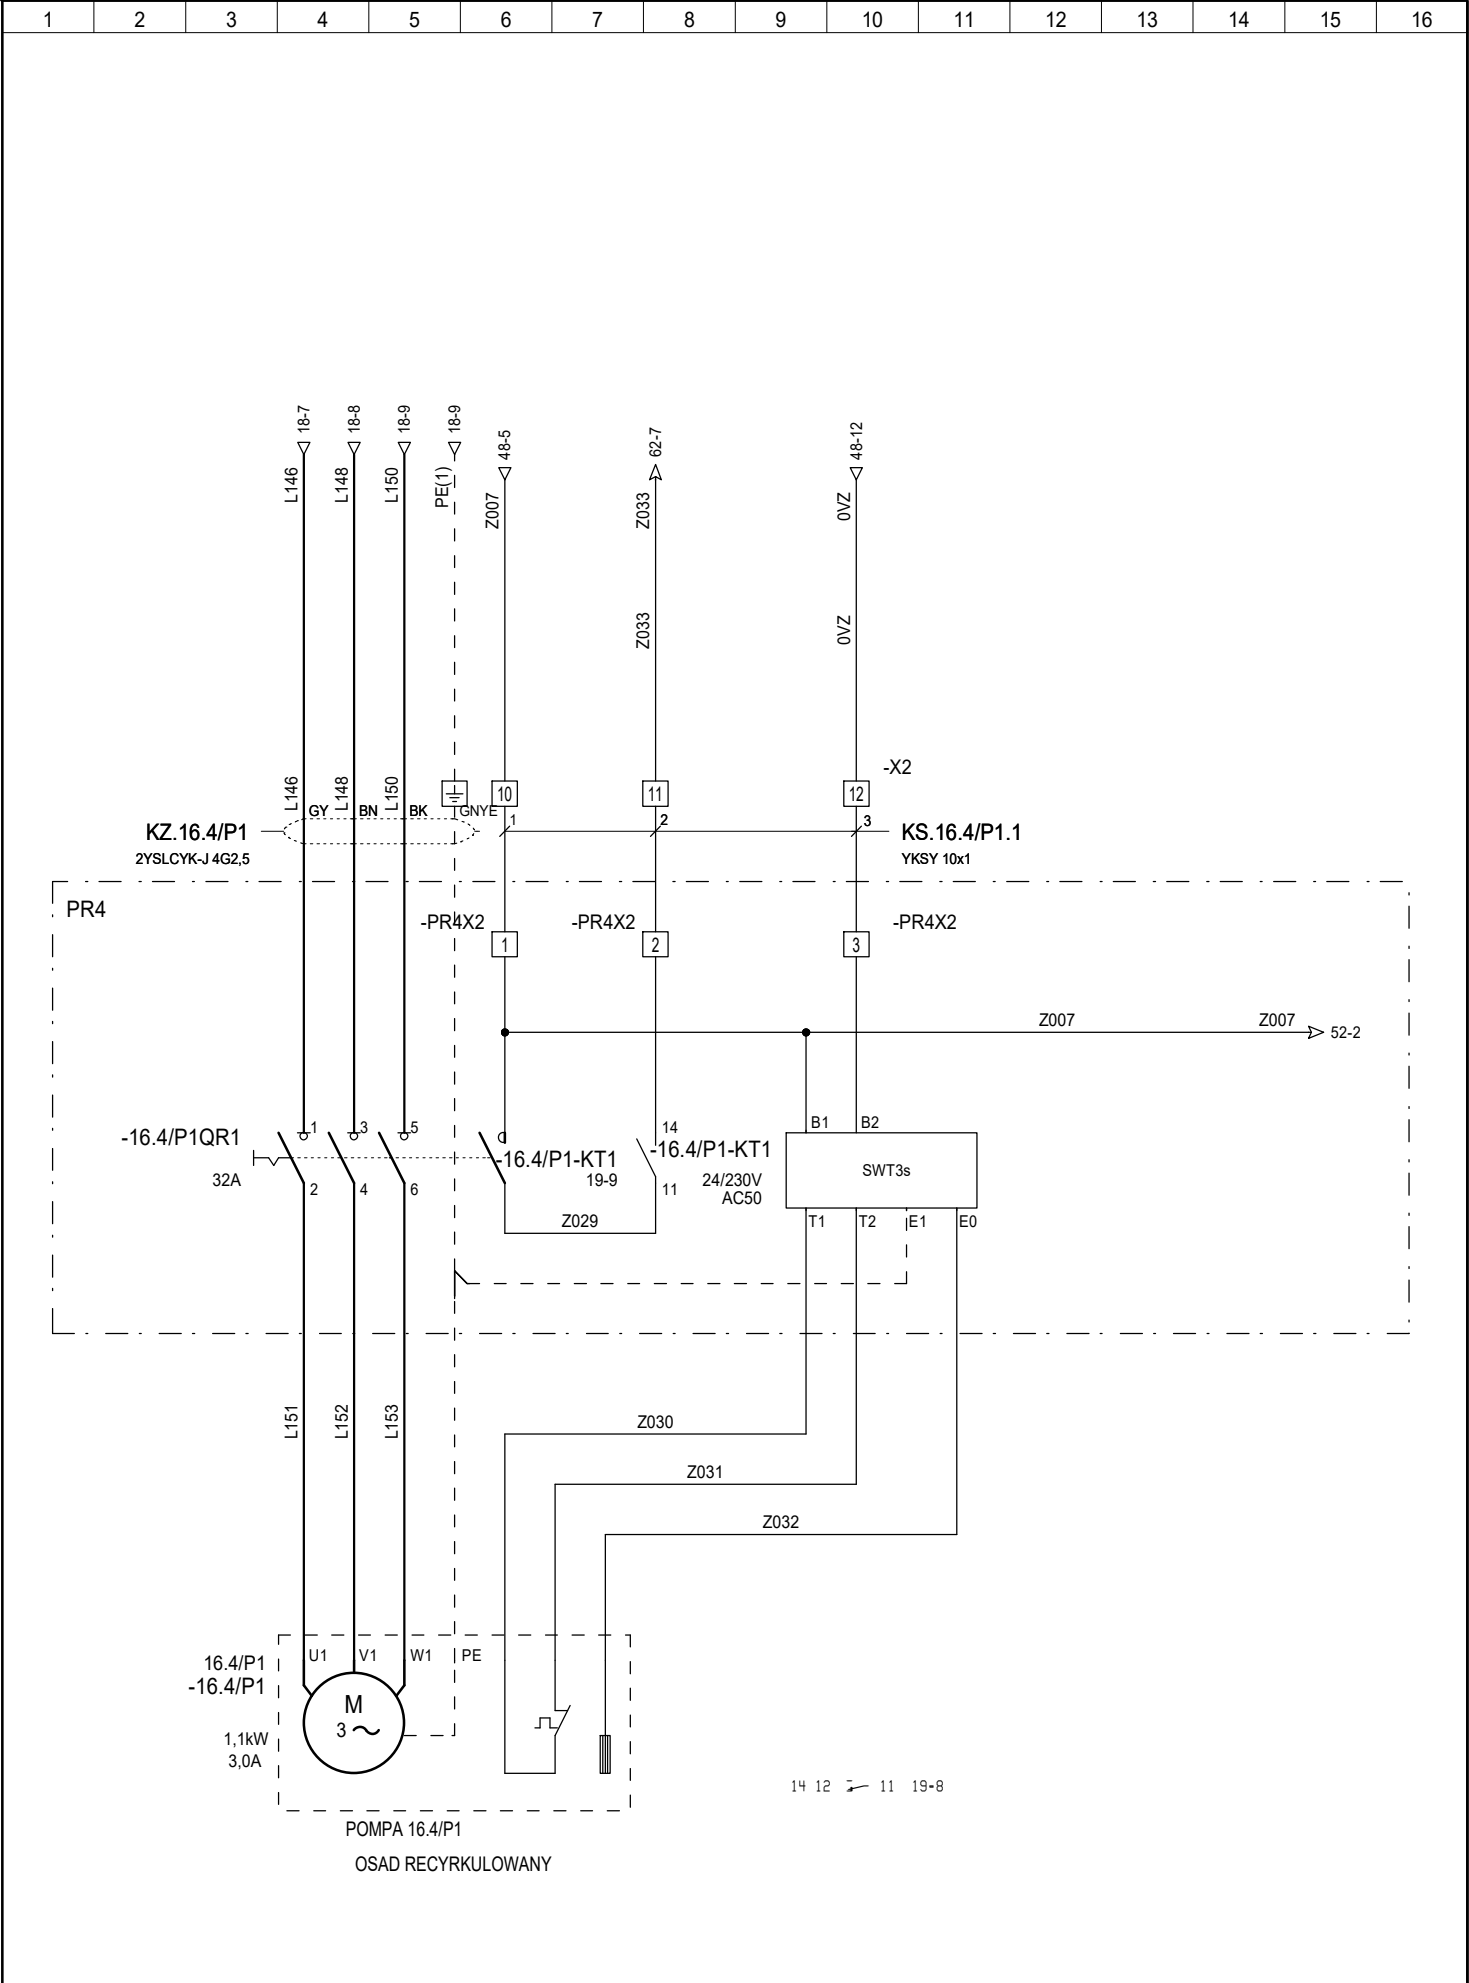 1 2 3 4 5 6 7 8 9 10 11 12 13 14 15 16
18-7 18-8 18-9 18-9 48-5 62-7 48-12
L146 L148 L150 PE(1) Z007 Z033 0VZ
Z033 0VZ
-X2
L146 L148 L150 10 11 12
GY BN BK GNYE 1 2 3
KZ.16.4/P1 KS.16.4/P1.1
2YSLCYK-J 4G2,5 YKSY 10x1
PR4
-PR4X2 -PR4X2 -PR4X2
1 2 3
Z007 Z007 52-2
1 3 5 14 B1 B2
-16.4/P1QR1 -16.4/P1-KT1 -16.4/P1-KT1
32A 19-9 24/230V SWT3s
2 4 6 11 AC50
Z029 T1 T2 E1 E0
L151 L152 L153
Z030
Z031
Z032
16.4/P1 U1 V1 W1 PE
-16.4/P1
M
3
1,1kW
3,0A
14 12 11 19-8
POMPA 16.4/P1
OSAD RECYRKULOWANY